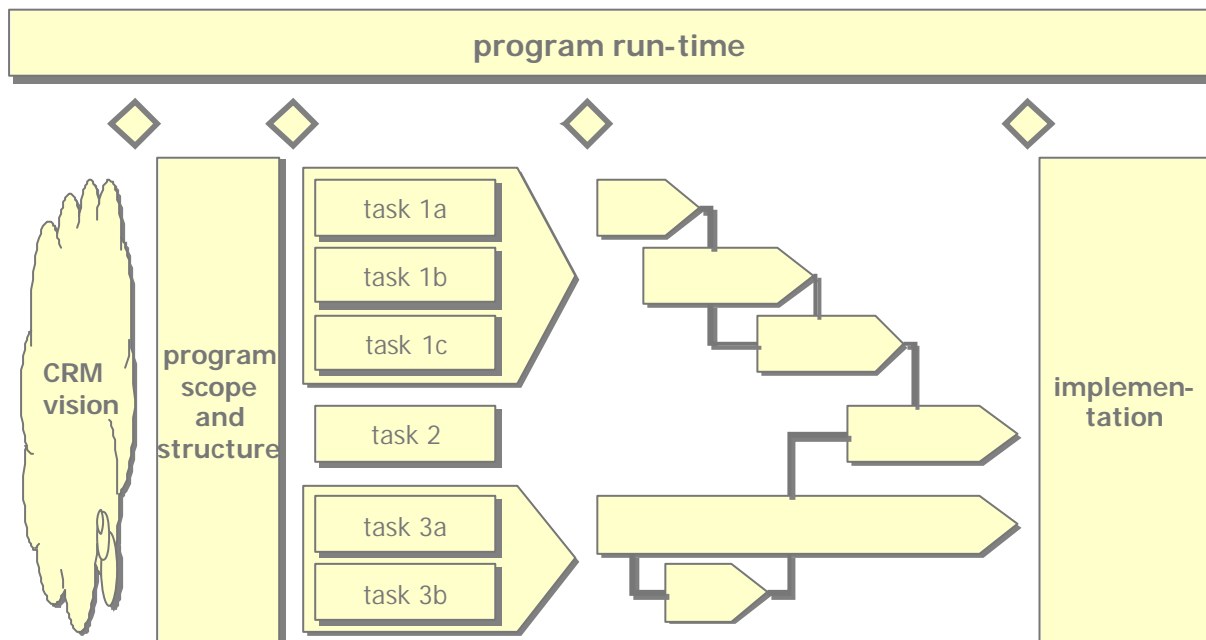 program run-time
CRM
vision
program
scope
and
structure
task 1a
task 1b
task 1c
task 2
task 3a
task 3b
implemen-
tation